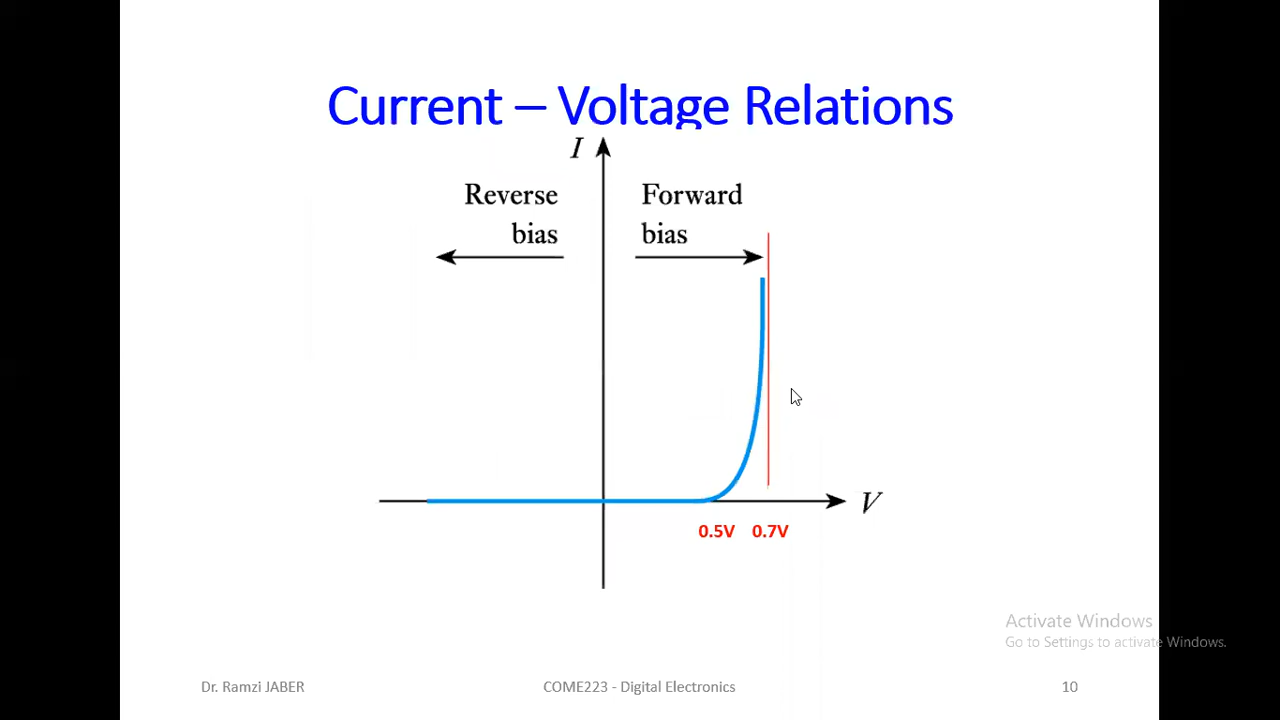 Current – Voltage Relations
I
Reverse
bias
Forward
bias
V
0.5V 0.7V
Activate Windows
Go to Settings to activate Windows.
Dr. Ramzi JABER
COME223 - Digital Electronics
10